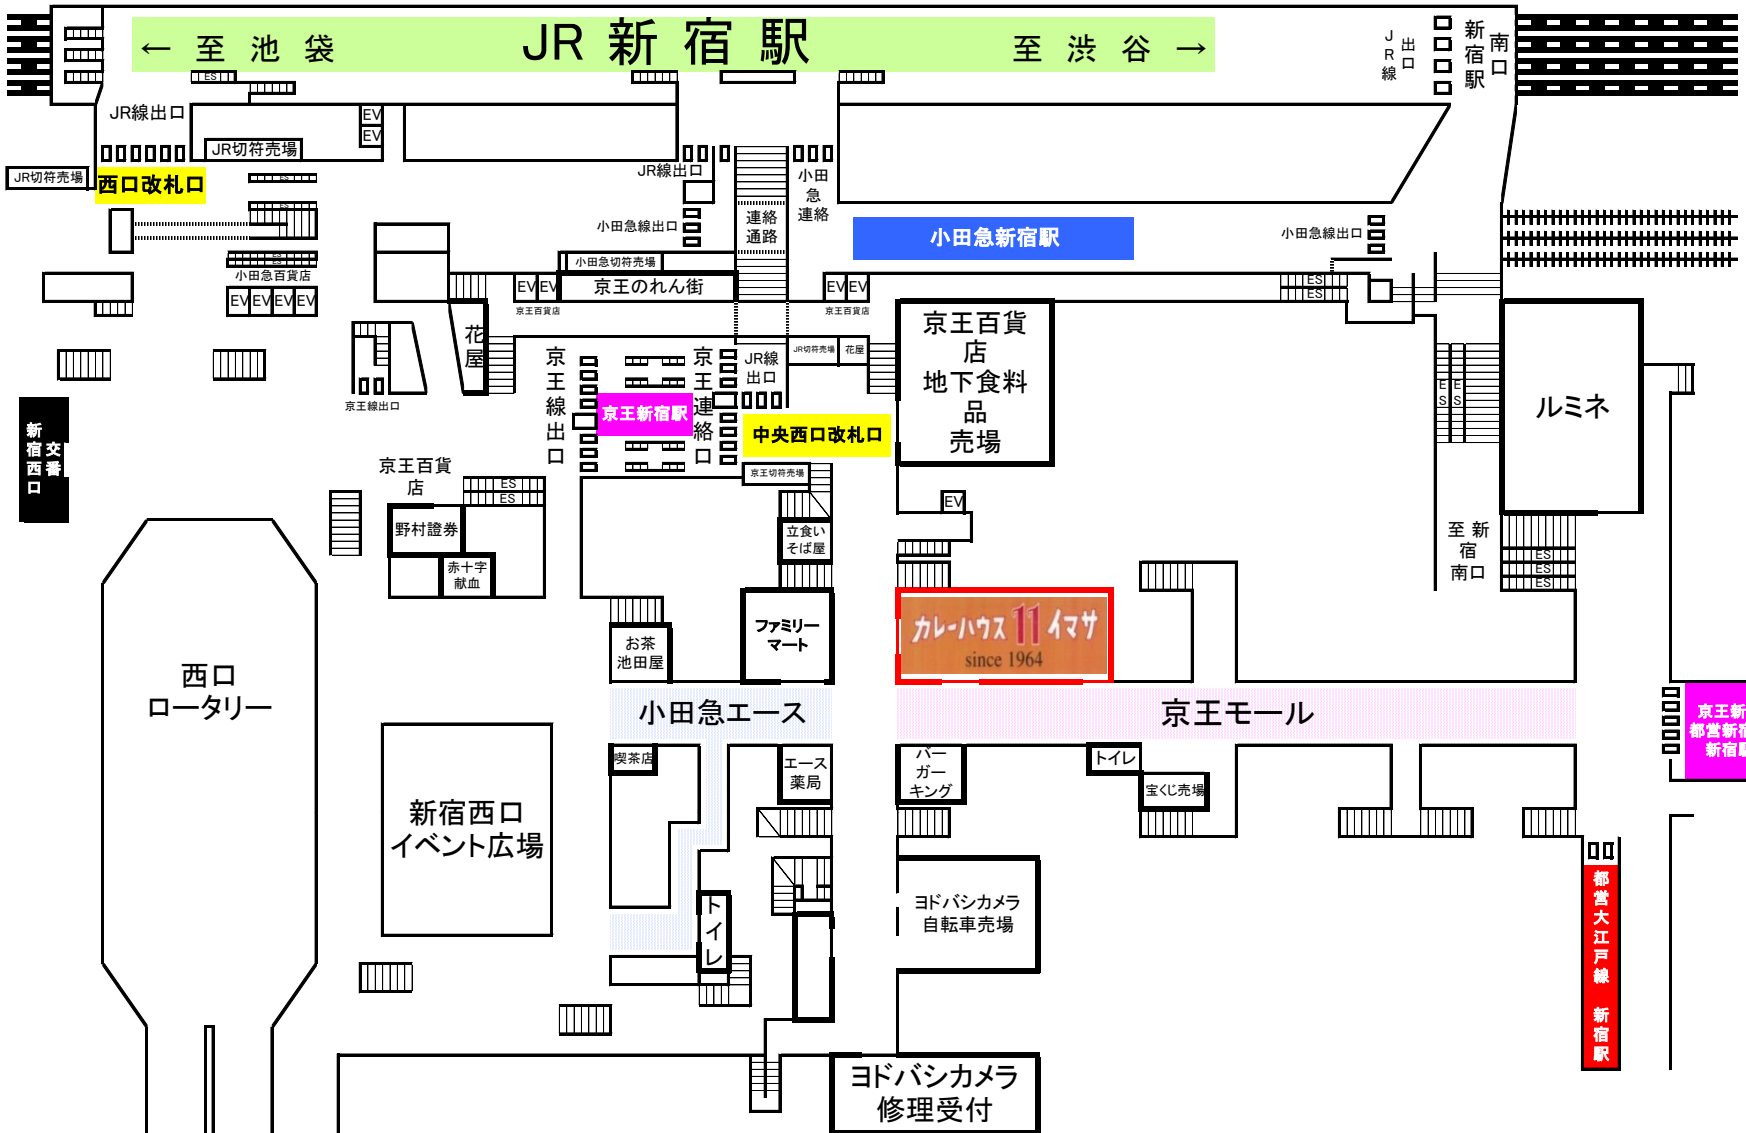 ← 至 池 袋
JR 新 宿 駅
至 渋 谷 →
JR線
出口
新宿駅
南口
ES
JR線出口
EV
EV
JR切符売場
JR切符売場
西口改札口
ES
ES
ES
ES
小田急百貨店
EV EV EV EV
JR線出口
小田
急
連絡
小田急線出口
連絡
通路
小田急新宿駅
小田急線出口
小田急切符売場
京王のれん街
EV EV
京王百貨店
EV EV
京王百貨店
ES
ES
花
屋
京王線出口
京王線出口
京王新宿駅
京王連絡口
JR線
出口
JR切符売場
花屋
中央西口改札口
京王切符売場
京王百貨
店
地下食料
品
売場
ES
ES
ルミネ
新宿西口
交番
京王百貨
店
ES
ES
野村證券
赤十字
献血
立食い
そば屋
EV
至 新
宿
南口
ES
ES
ES
お茶
池田屋
ファミリー
マート
カレーハウス 11 イマサ
since 1964
西口
ロータリー
小田急エース
京王モール
京王新
都営新宿
新宿駅
喫茶店
エース
薬局
バー
ガー
キング
トイレ
宝くじ売場
新宿西口
イベント広場
トイレ
ヨドバシカメラ
自転車売場
都営大江戸線 新宿駅
ヨドバシカメラ
修理受付